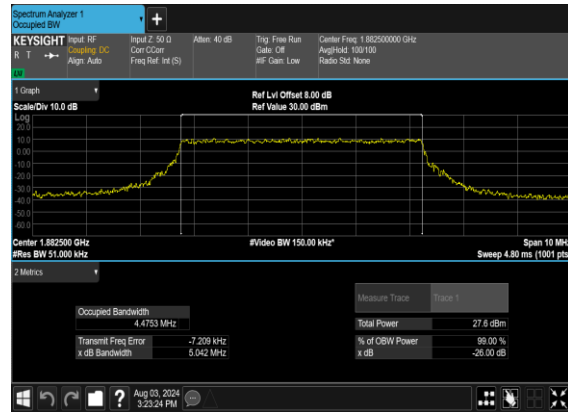 Spectrum Analyzer 1
Occupied BW
+
KEYSIGHT
R T
LW
Input: RF
Coupling: DC
Align: Auto
Input Z: 50 Ω
Corr CCorr
Freq Ref: Int (S)
Atten: 40 dB
Trig: Free Run
Gate: Off
#IF Gain: Low
Center Freq: 1.882500000 GHz
Avg|Hold: 100/100
Radio Std: None
1 Graph
Scale/Div 10.0 dB
Ref Lvl Offset 8.00 dB
Ref Value 30.00 dBm
Log
20.0
10.0
0.00
-10.0
-20.0
-30.0
-40.0
-50.0
-60.0
Center 1.882500 GHz
#Res BW 51.000 kHz
#Video BW 150.00 kHz*
Span 10 MHz
Sweep 4.80 ms (1001 pts
2 Metrics
Measure Trace
Trace 1
Occupied Bandwidth
4.4753 MHz
Total Power
27.6 dBm
Transmit Freq Error
-7.209 kHz
% of OBW Power
99.00 %
x dB Bandwidth
5.042 MHz
x dB
-26.00 dB
?
Aug 03, 2024
3:23:24 PM